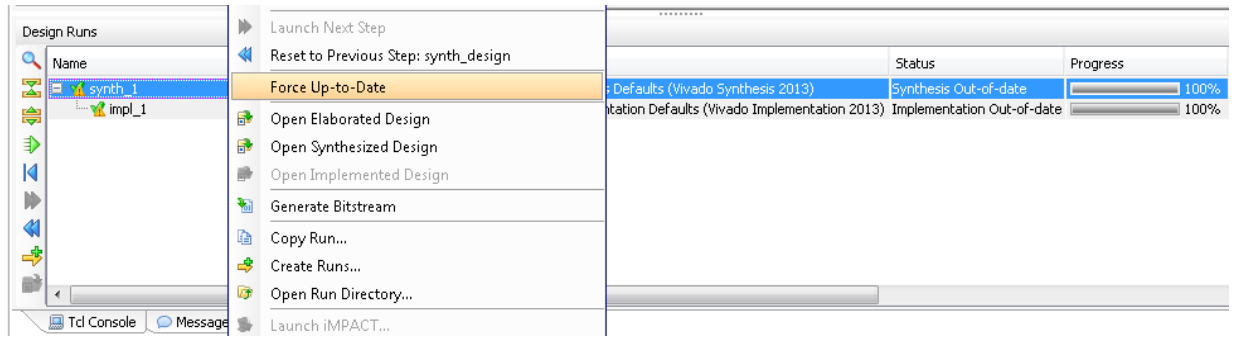 Design Runs
Name
Status
Progress
synth_1
s Defaults (Vivado Synthesis 2013)
Synthesis Out-of-date
100%
impl_1
ntation Defaults (Vivado Implementation 2013)
Implementation Out-of-date
100%
Launch Next Step
Reset to Previous Step: synth_design
Force Up-to-Date
Open Elaborated Design
Open Synthesized Design
Open Implemented Design
Generate Bitstream
Copy Run...
Create Runs...
Open Run Directory...
Launch iMPACT...
Tcl Console
Message